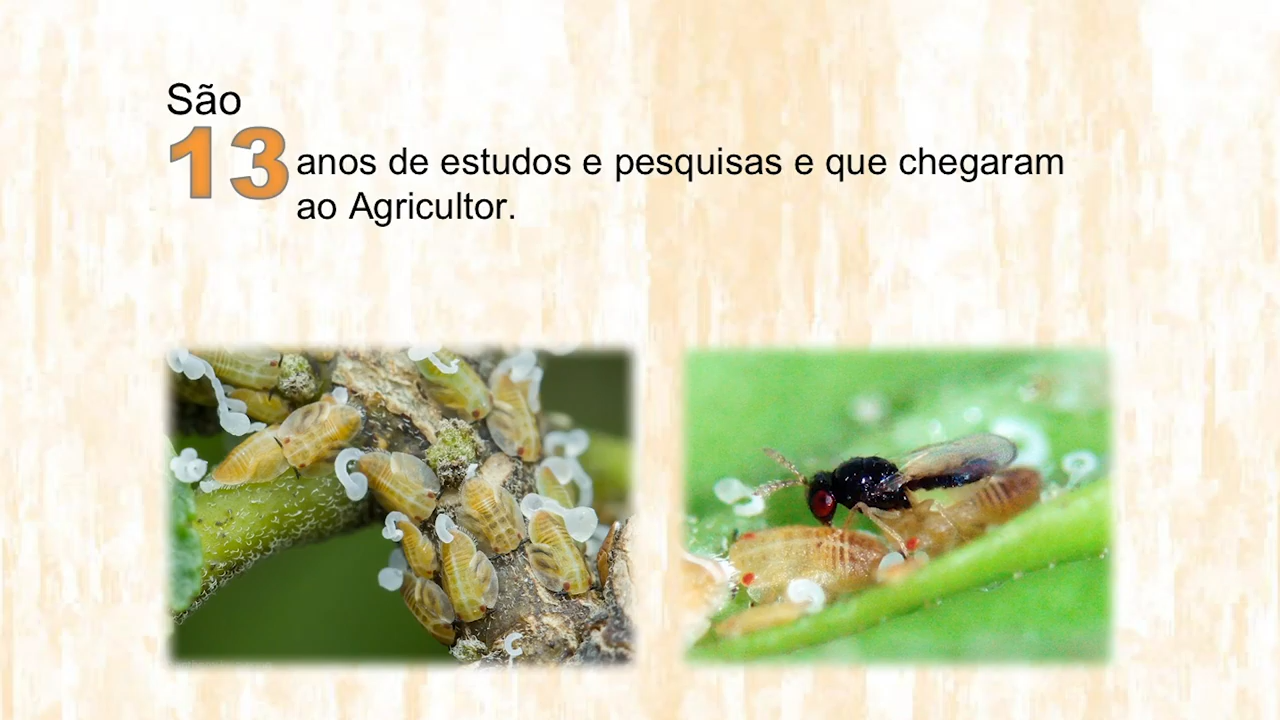 São
13 anos de estudos e pesquisas e que chegaram
ao Agricultor.